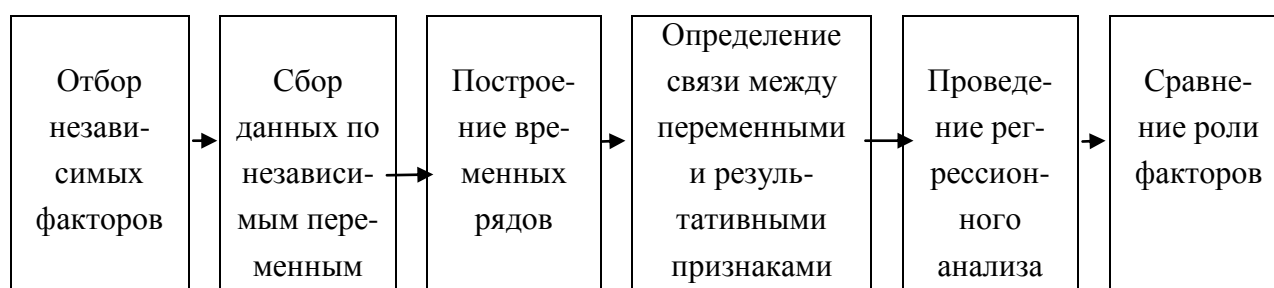 Отбор
незави-
симых
факторов
Сбор
данных по
независи-
мым пере-
менным
Построе-
ние вре-
менных
рядов
Определение
связи между
переменными
и резуль-
тативными
признаками
Проведе-
ние рег-
рессион-
ного
анализа
Сравне-
ние роли
факторов